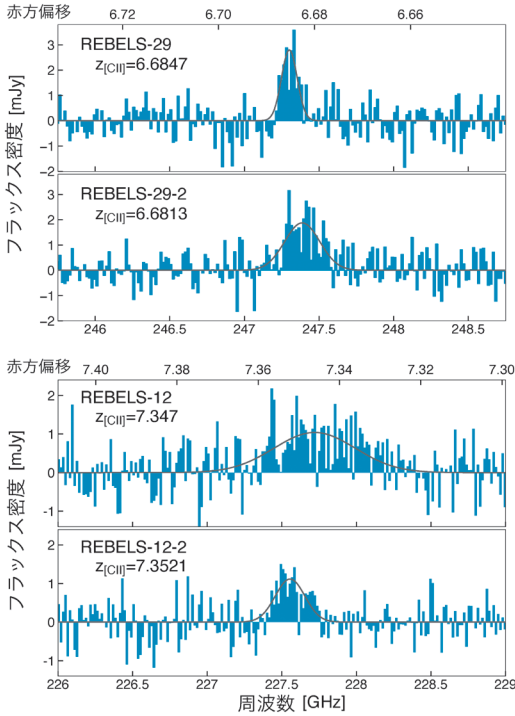 赤方偏移 6.72 6.70 6.68 6.66
REBELS-29
z[CII]=6.6847
3
2
1
0
−1
−2
フラックス密度 [mJy]
REBELS-29-2
z[CII]=6.6813
3
2
1
0
−1
−2
246 246.5 247 247.5 248 248.5
赤方偏移 7.40 7.38 7.36 7.34 7.32 7.30
REBELS-12
z[CII]=7.347
2
1
0
-1
フラックス密度 [mJy]
REBELS-12-2
z[CII]=7.3521
2
1
0
-1
226 226.5 227 227.5 228 228.5 229
周波数 [GHz]